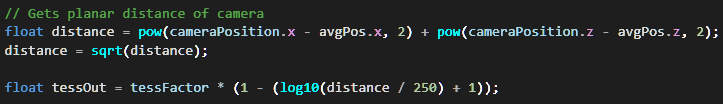 // Gets planar distance of camera
float distance = pow(cameraPosition.x - avgPos.x, 2) + pow(cameraPosition.z - avgPos.z, 2);
distance = sqrt(distance);
float tessOut = tessFactor * (1 - (log10(distance / 250) + 1));